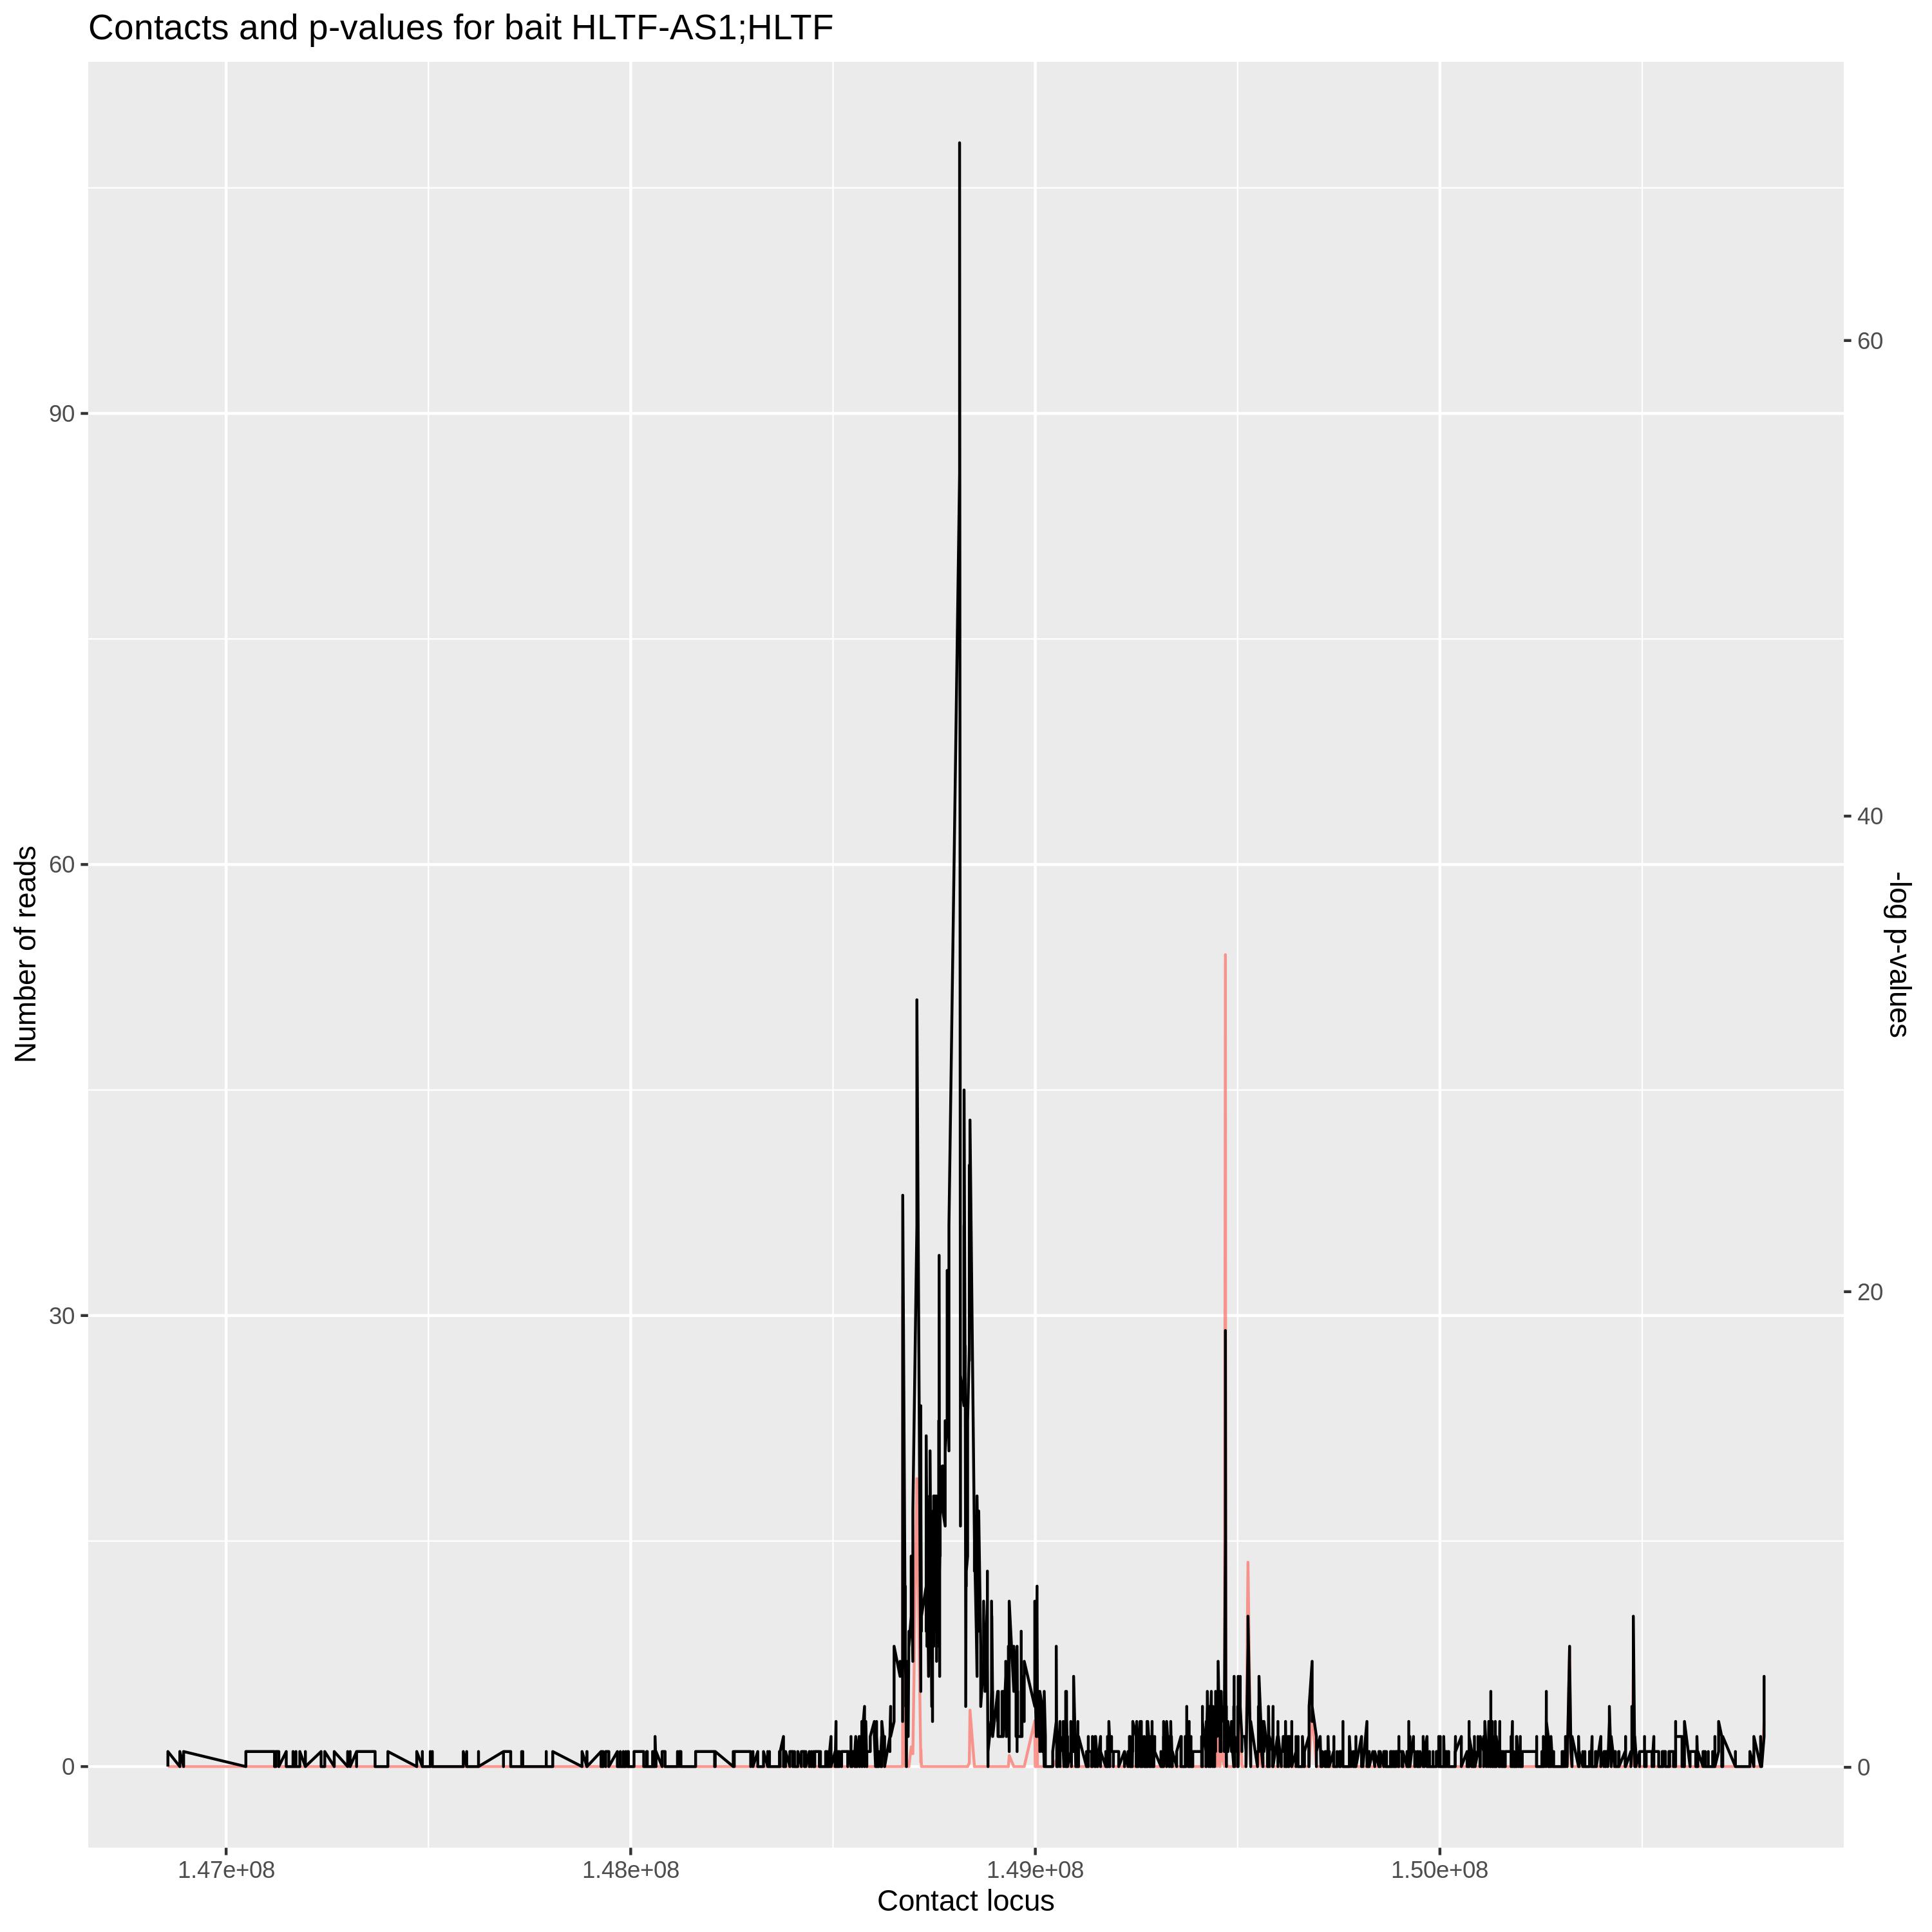 Contacts and p-values for bait HLTF-AS1;HLTF
Number of reads
90
60
30
0
60
40
20
0
-log p-values
1.47e+08 1.48e+08 1.49e+08 1.50e+08
Contact locus